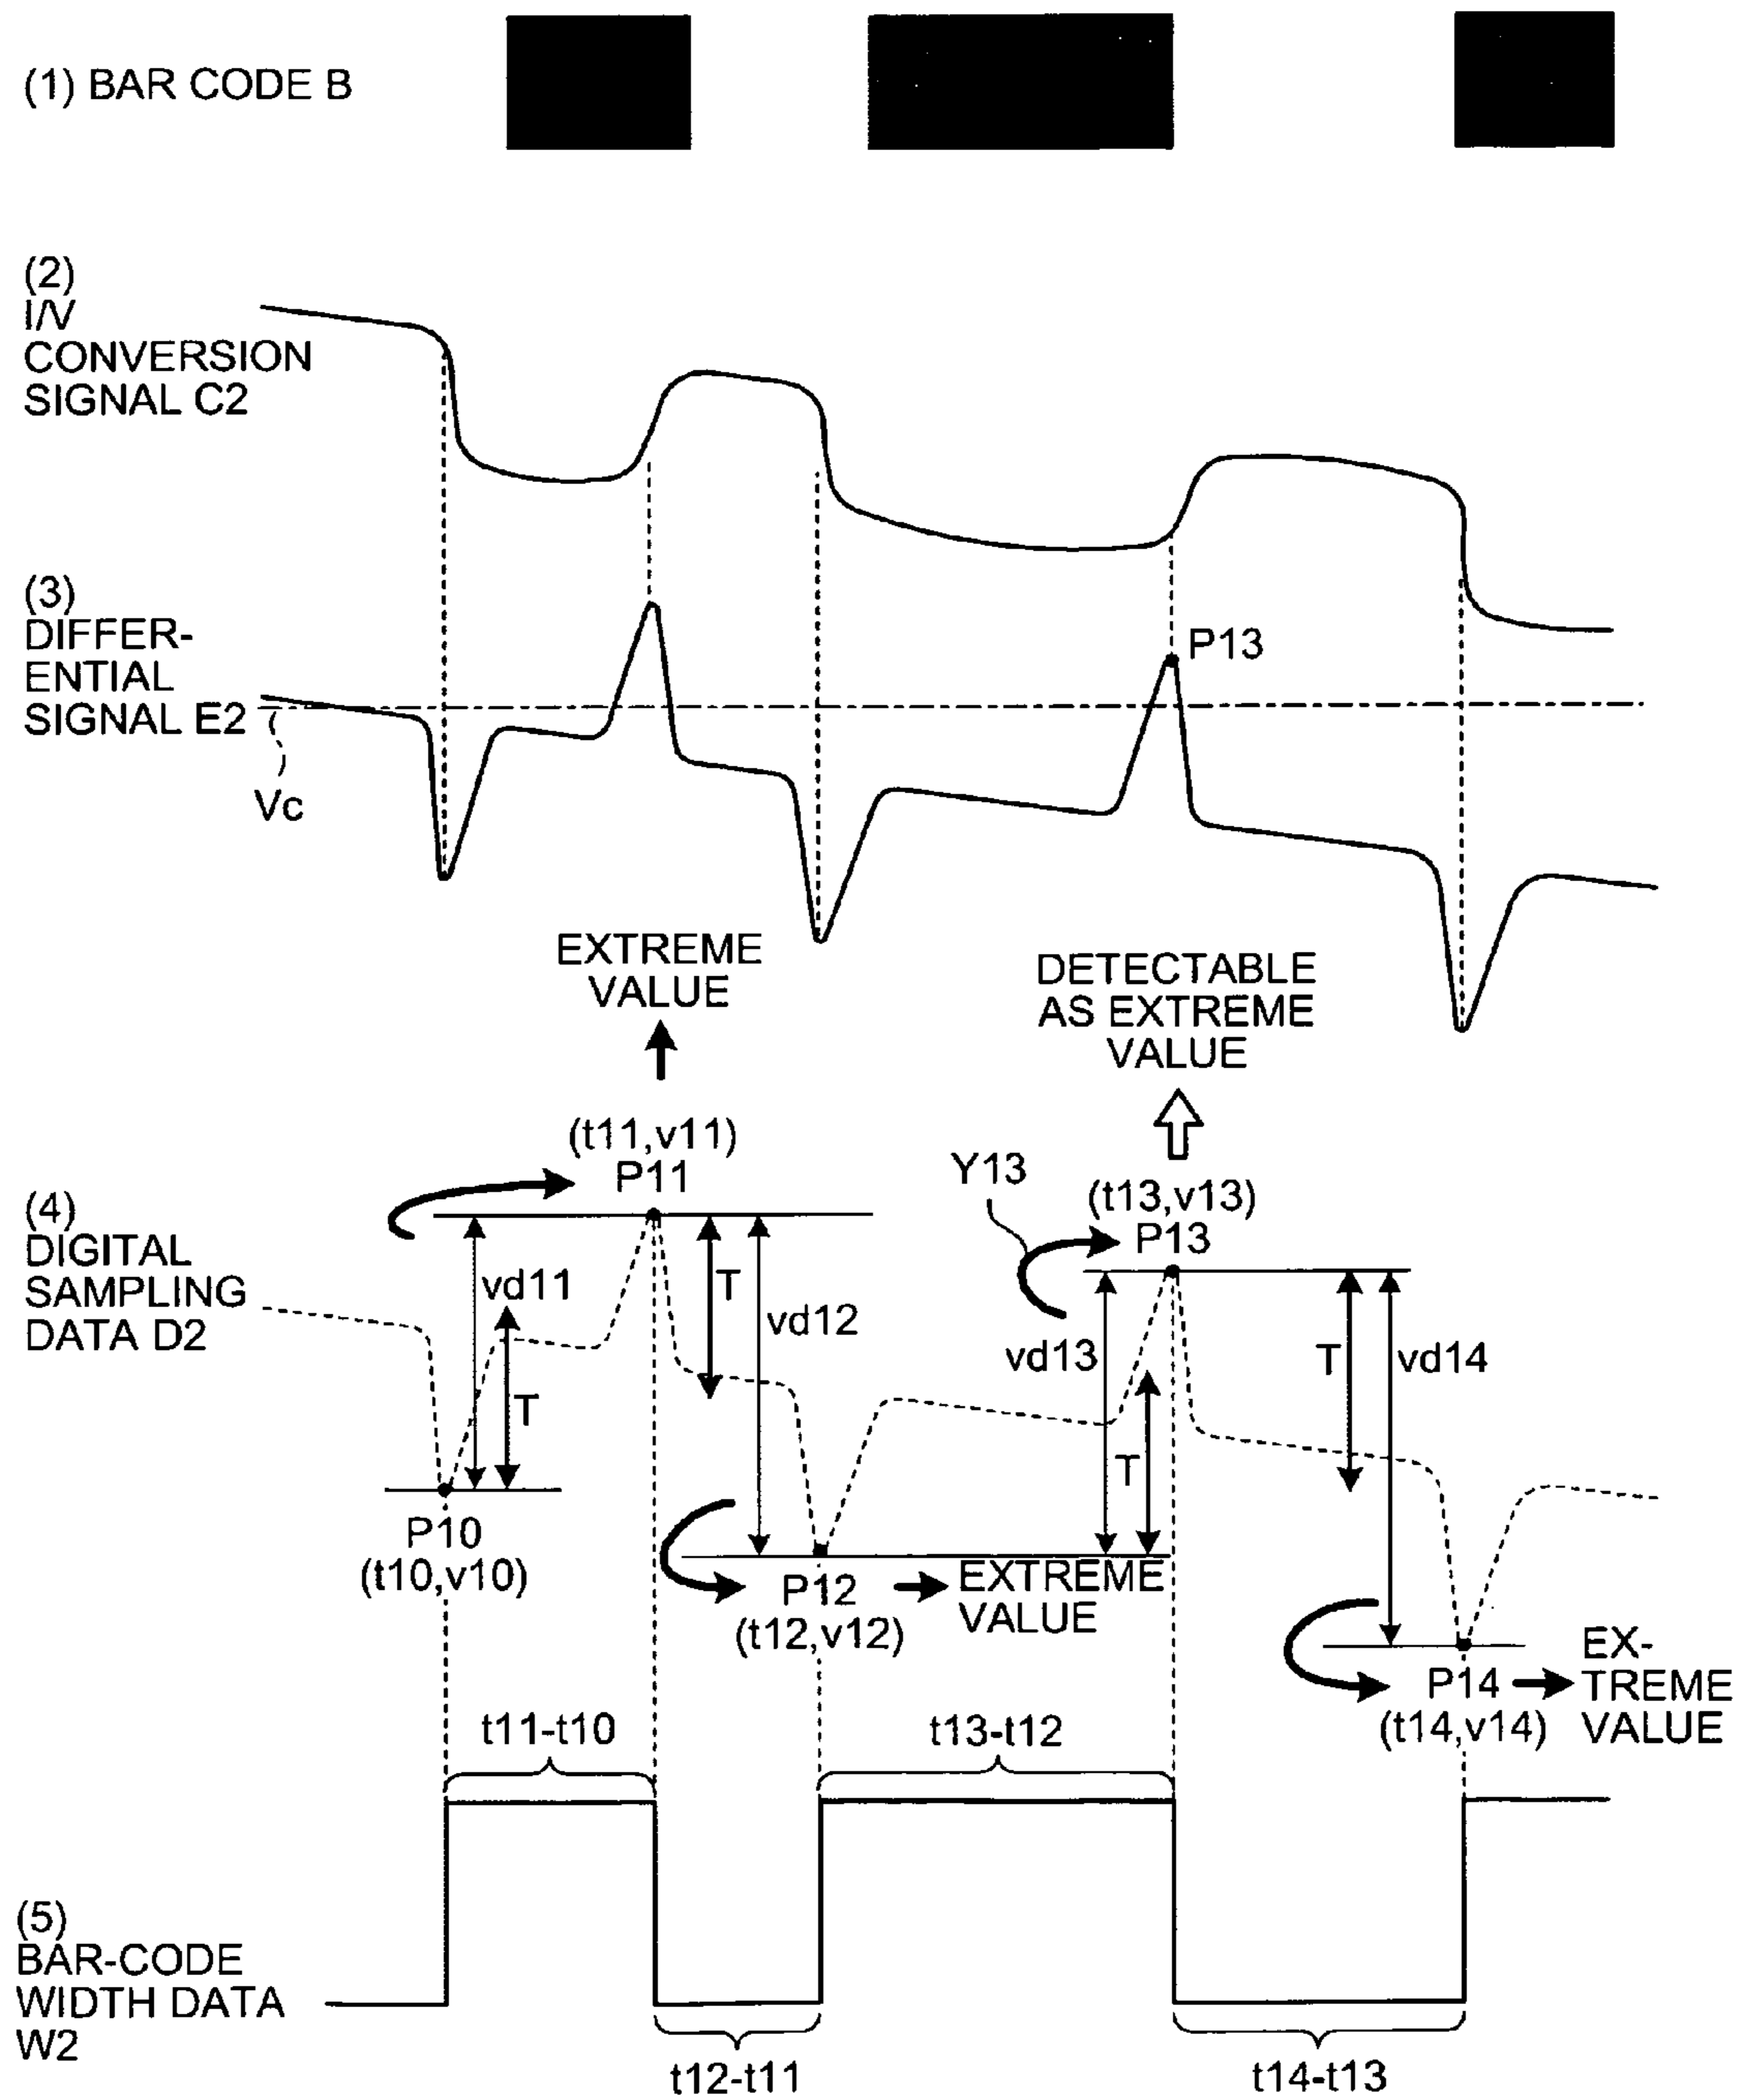 (1) BAR CODE B
(2)
I/V
CONVERSION
SIGNAL C2
(3)
DIFFER-
ENTIAL
SIGNAL E2
Vc
P13
EXTREME
VALUE
DETECTABLE
AS EXTREME
VALUE
(4)
DIGITAL
SAMPLING
DATA D2
(t11,v11)
P11
Y13
(t13,v13)
P13
vd11
T
T
vd12
vd13
T
T
vd14
P10
(t10,v10)
P12
(t12,v12)
EXTREME
VALUE
P14
(t14,v14)
EX-
TREME
VALUE
t11-t10
t13-t12
(5)
BAR-CODE
WIDTH DATA
W2
t12-t11
t14-t13